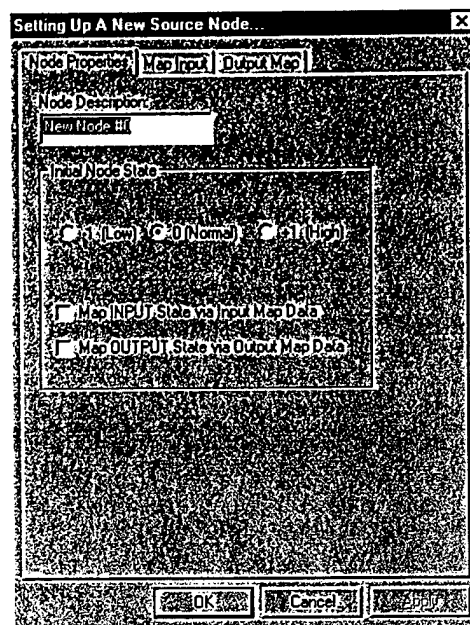 Setting Up A New Source Node...
Node Properties Map Input Output Map
Node Description:
New Node #0
Initial Node State
-1 (Low) 0 (Normal) +1 (High)
Map INPUT State via Input Map Data
Map OUTPUT State via Output Map Data
OK Cancel Apply